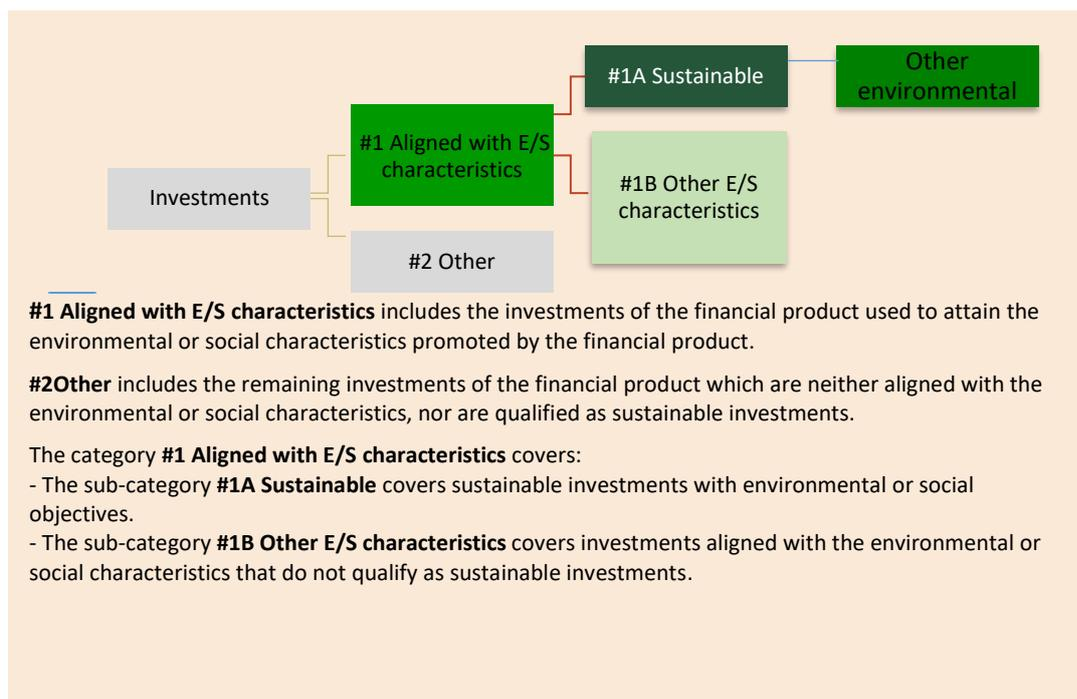 #1A Sustainable
Other
environmental
#1 Aligned with E/S
characteristics
#1B Other E/S
characteristics
Investments
#2 Other
#1 Aligned with E/S characteristics includes the investments of the financial product used to attain the
environmental or social characteristics promoted by the financial product.
#2Other includes the remaining investments of the financial product which are neither aligned with the
environmental or social characteristics, nor are qualified as sustainable investments.
The category #1 Aligned with E/S characteristics covers:
- The sub-category #1A Sustainable covers sustainable investments with environmental or social
objectives.
- The sub-category #1B Other E/S characteristics covers investments aligned with the environmental or
social characteristics that do not qualify as sustainable investments.